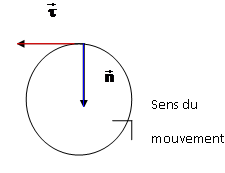 τ⃗
n⃗
Sens du
mouvement